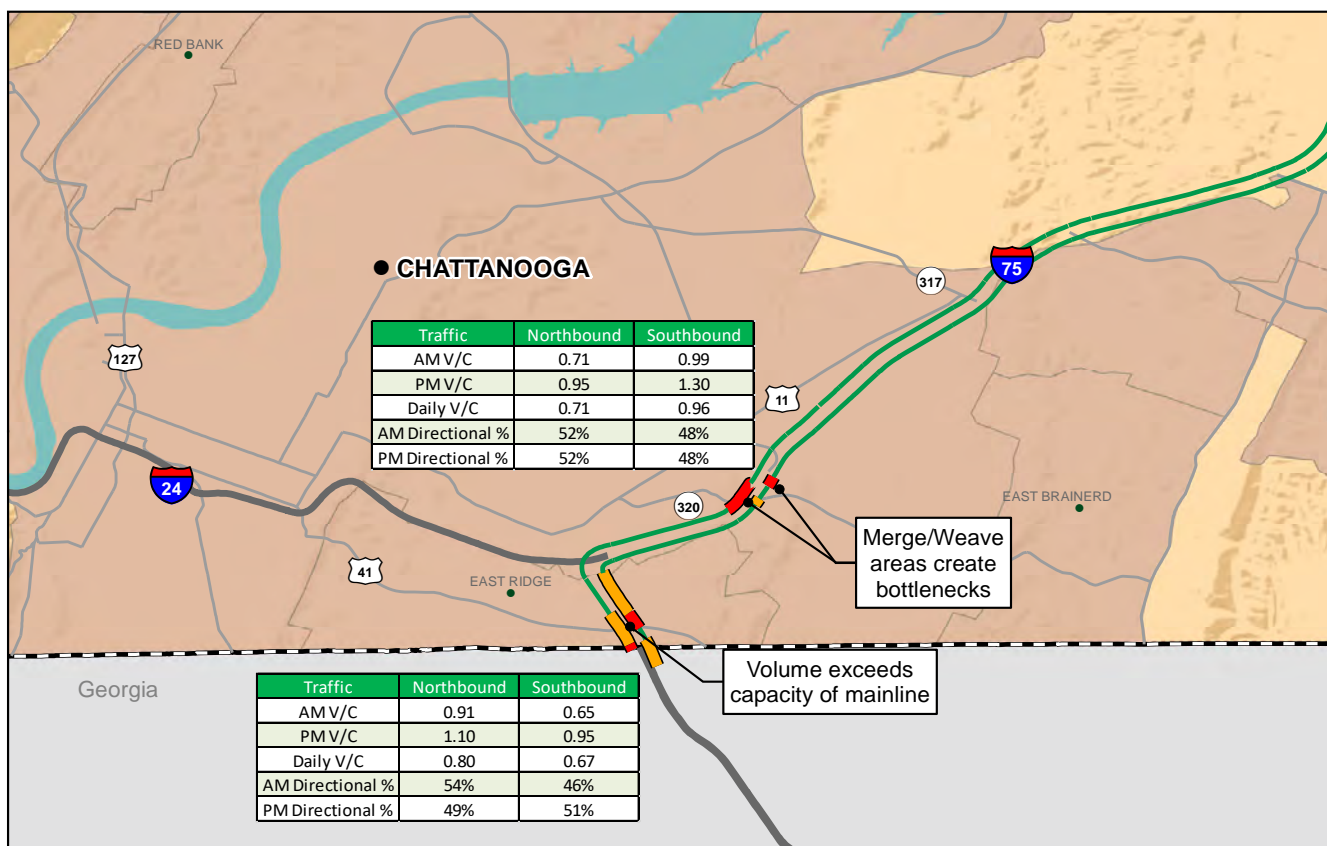 RED BANK
CHATTANOOGA
75
317
127
Traffic Northbound Southbound
AM V/C 0.71 0.99
PM V/C 0.95 1.30
Daily V/C 0.71 0.96
AM Directional % 52% 48%
PM Directional % 52% 48%
11
24
320
EAST BRAINERD
Merge/Weave
areas create
bottlenecks
41
EAST RIDGE
Georgia
Volume exceeds
capacity of mainline
Traffic Northbound Southbound
AM V/C 0.91 0.65
PM V/C 1.10 0.95
Daily V/C 0.80 0.67
AM Directional % 54% 46%
PM Directional % 49% 51%